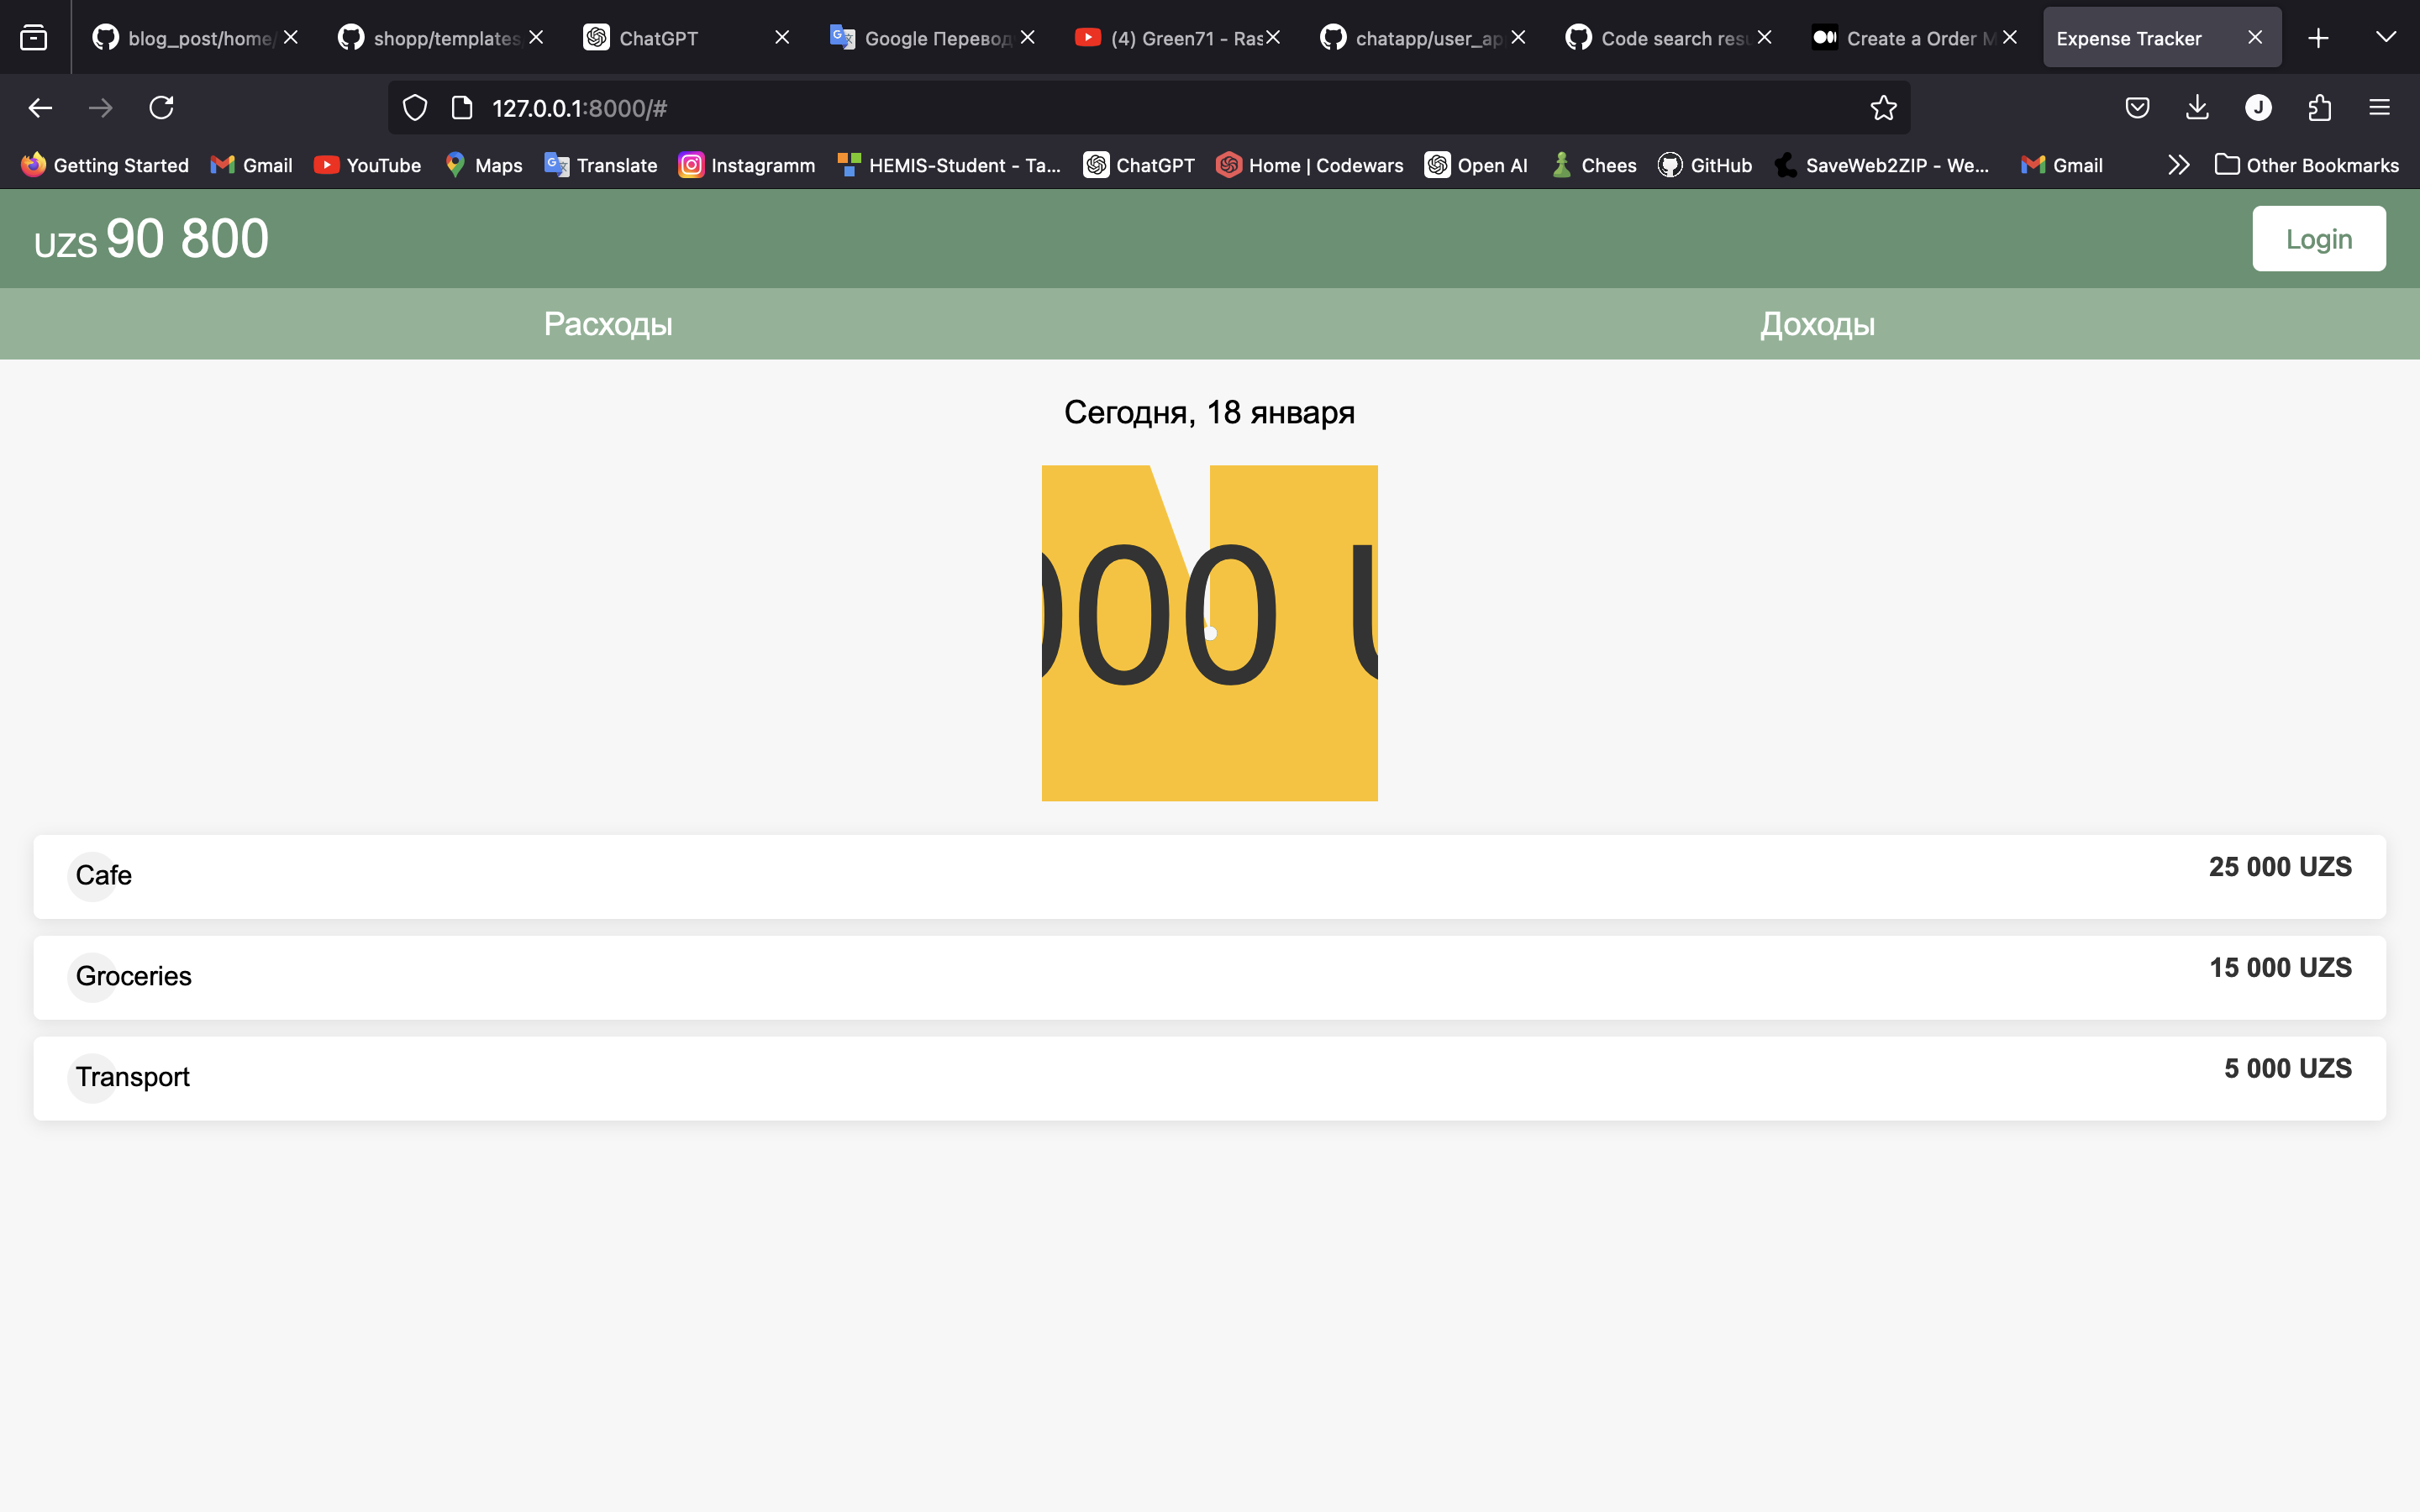 blog_post/home/
shopp/templates
ChatGPT
Google Перевод
(4) Green71 - Ras
chatapp/user_ap
Code search resu
Create a Order M
Expense Tracker
127.0.0.1:8000/#
J
Getting Started
Gmail
YouTube
Maps
Translate
Instagramm
HEMIS-Student - Ta...
ChatGPT
Home | Codewars
Open AI
Chees
GitHub
SaveWeb2ZIP - We...
Gmail
Other Bookmarks
UZS 90 800
Login
Расходы
Доходы
Сегодня, 18 января
000 U
Cafe
25 000 UZS
Groceries
15 000 UZS
Transport
5 000 UZS